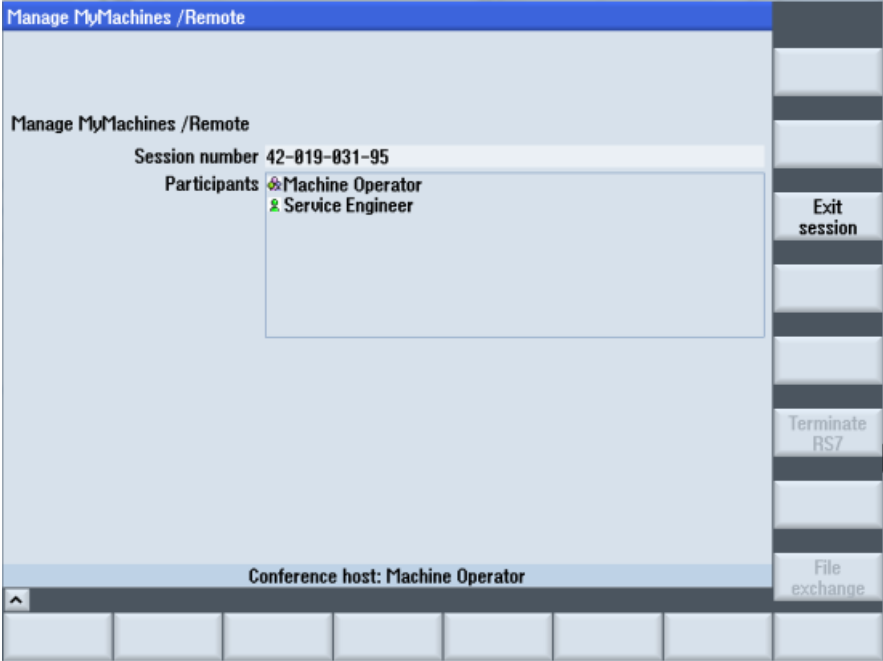 Manage MyMachines /Remote
Manage MyMachines /Remote
Session number 42-019-031-95
Participants Machine Operator
Service Engineer
Exit
session
Terminate
RS7
File
exchange
Conference host: Machine Operator